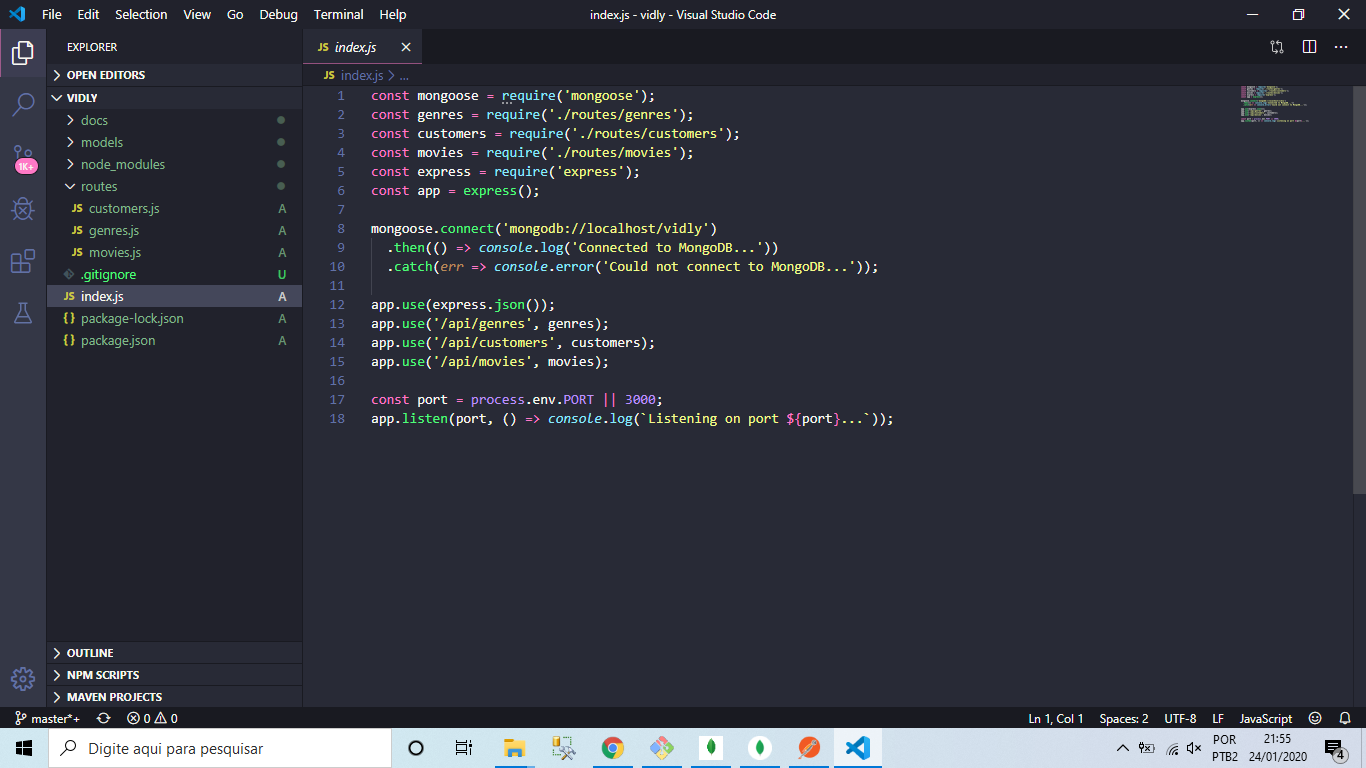 File Edit Selection View Go Debug Terminal Help index.js - vidly - Visual Studio Code
EXPLORER
OPEN EDITORS
VIDLY
docs
models
node_modules
routes
JS customers.js A
JS genres.js A
JS movies.js A
.gitignore U
JS index.js A
{} package-lock.json A
{} package.json A
OUTLINE
NPM SCRIPTS
MAVEN PROJECTS
1K+
JS index.js
JS index.js > ...
1 const mongoose = require('mongoose');
2 const genres = require('./routes/genres');
3 const customers = require('./routes/customers');
4 const movies = require('./routes/movies');
5 const express = require('express');
6 const app = express();
7
8 mongoose.connect('mongodb://localhost/vidly')
9 .then(() => console.log('Connected to MongoDB...'))
10 .catch(err => console.error('Could not connect to MongoDB...'));
11
12 app.use(express.json());
13 app.use('/api/genres', genres);
14 app.use('/api/customers', customers);
15 app.use('/api/movies', movies);
16
17 const port = process.env.PORT || 3000;
18 app.listen(port, () => console.log(`Listening on port ${port}...`));
master*+ 0 0 Ln 1, Col 1 Spaces: 2 UTF-8 LF JavaScript
Digite aqui para pesquisar
POR
PTB2
21:55
24/01/2020
4